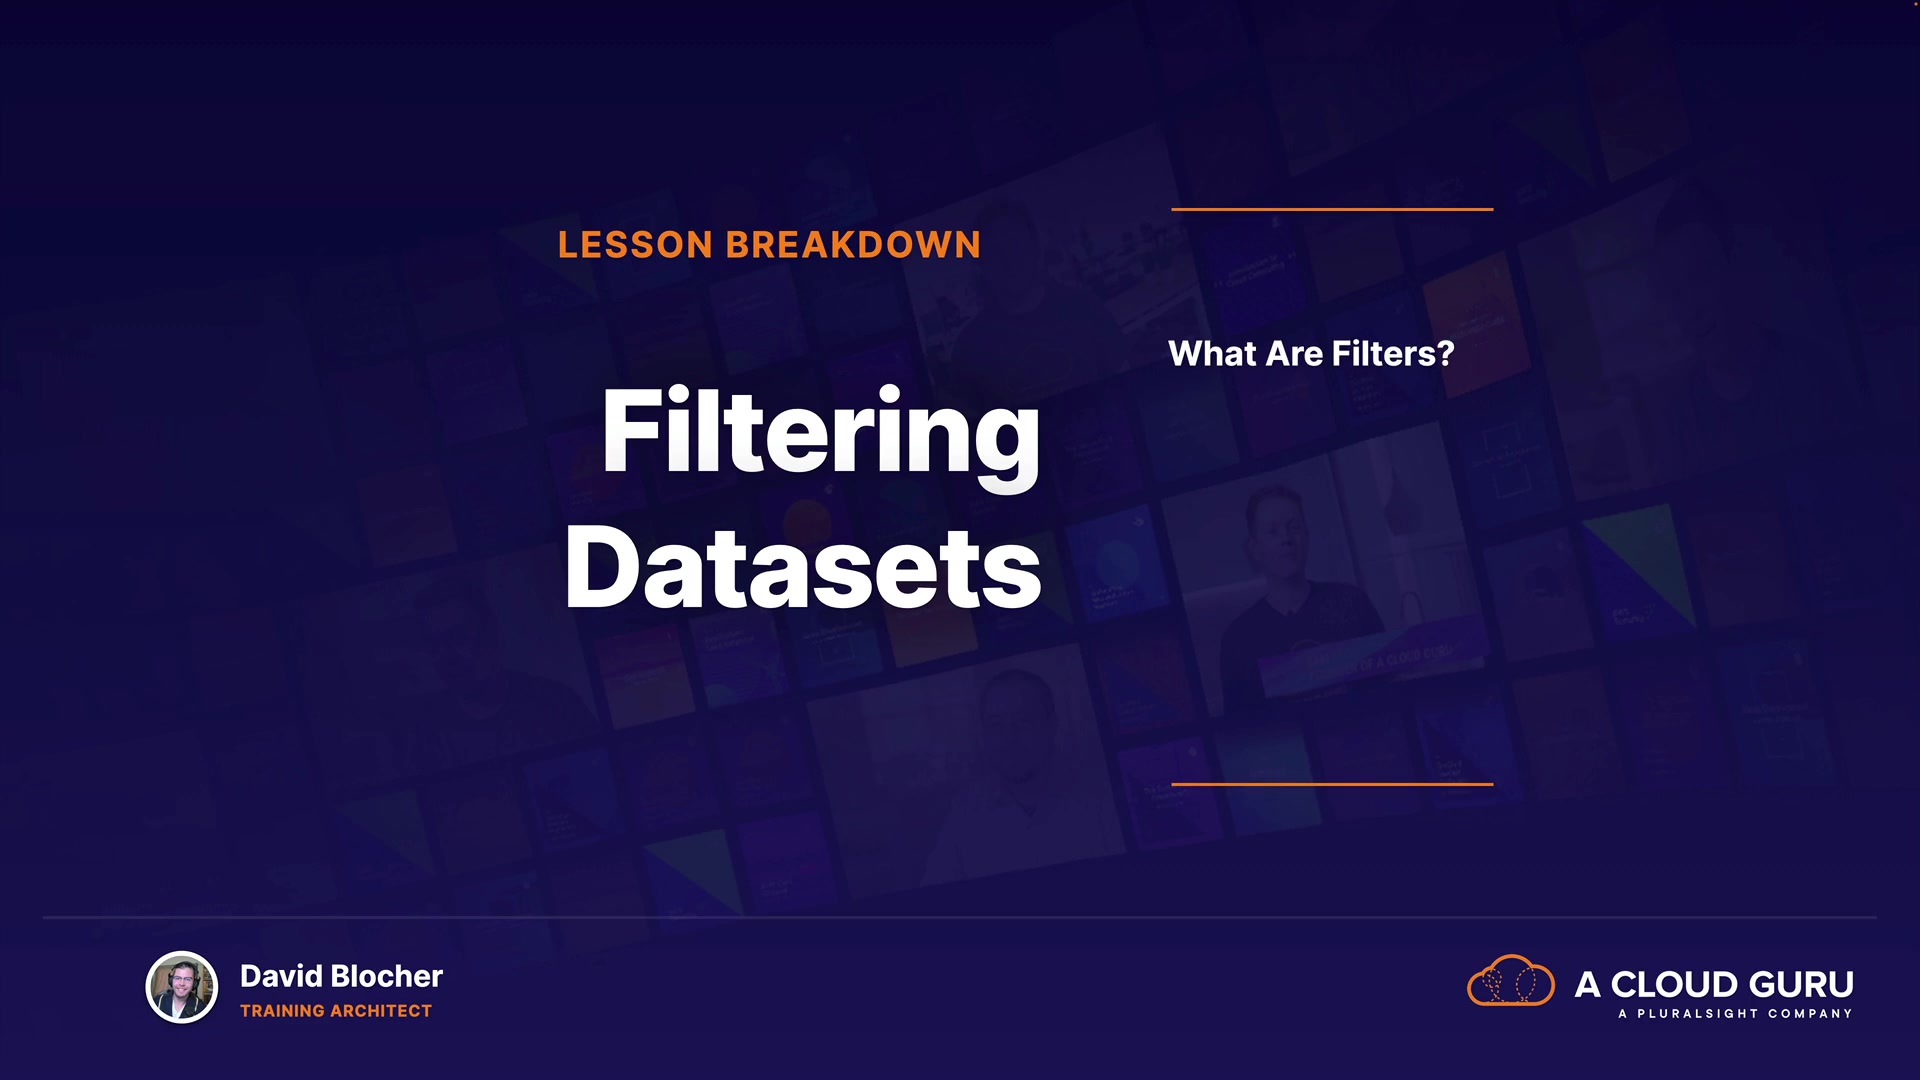 LESSON BREAKDOWN
Filtering
Datasets
What Are Filters?
David Blocher
TRAINING ARCHITECT
A CLOUD GURU
A PLURALSIGHT COMPANY